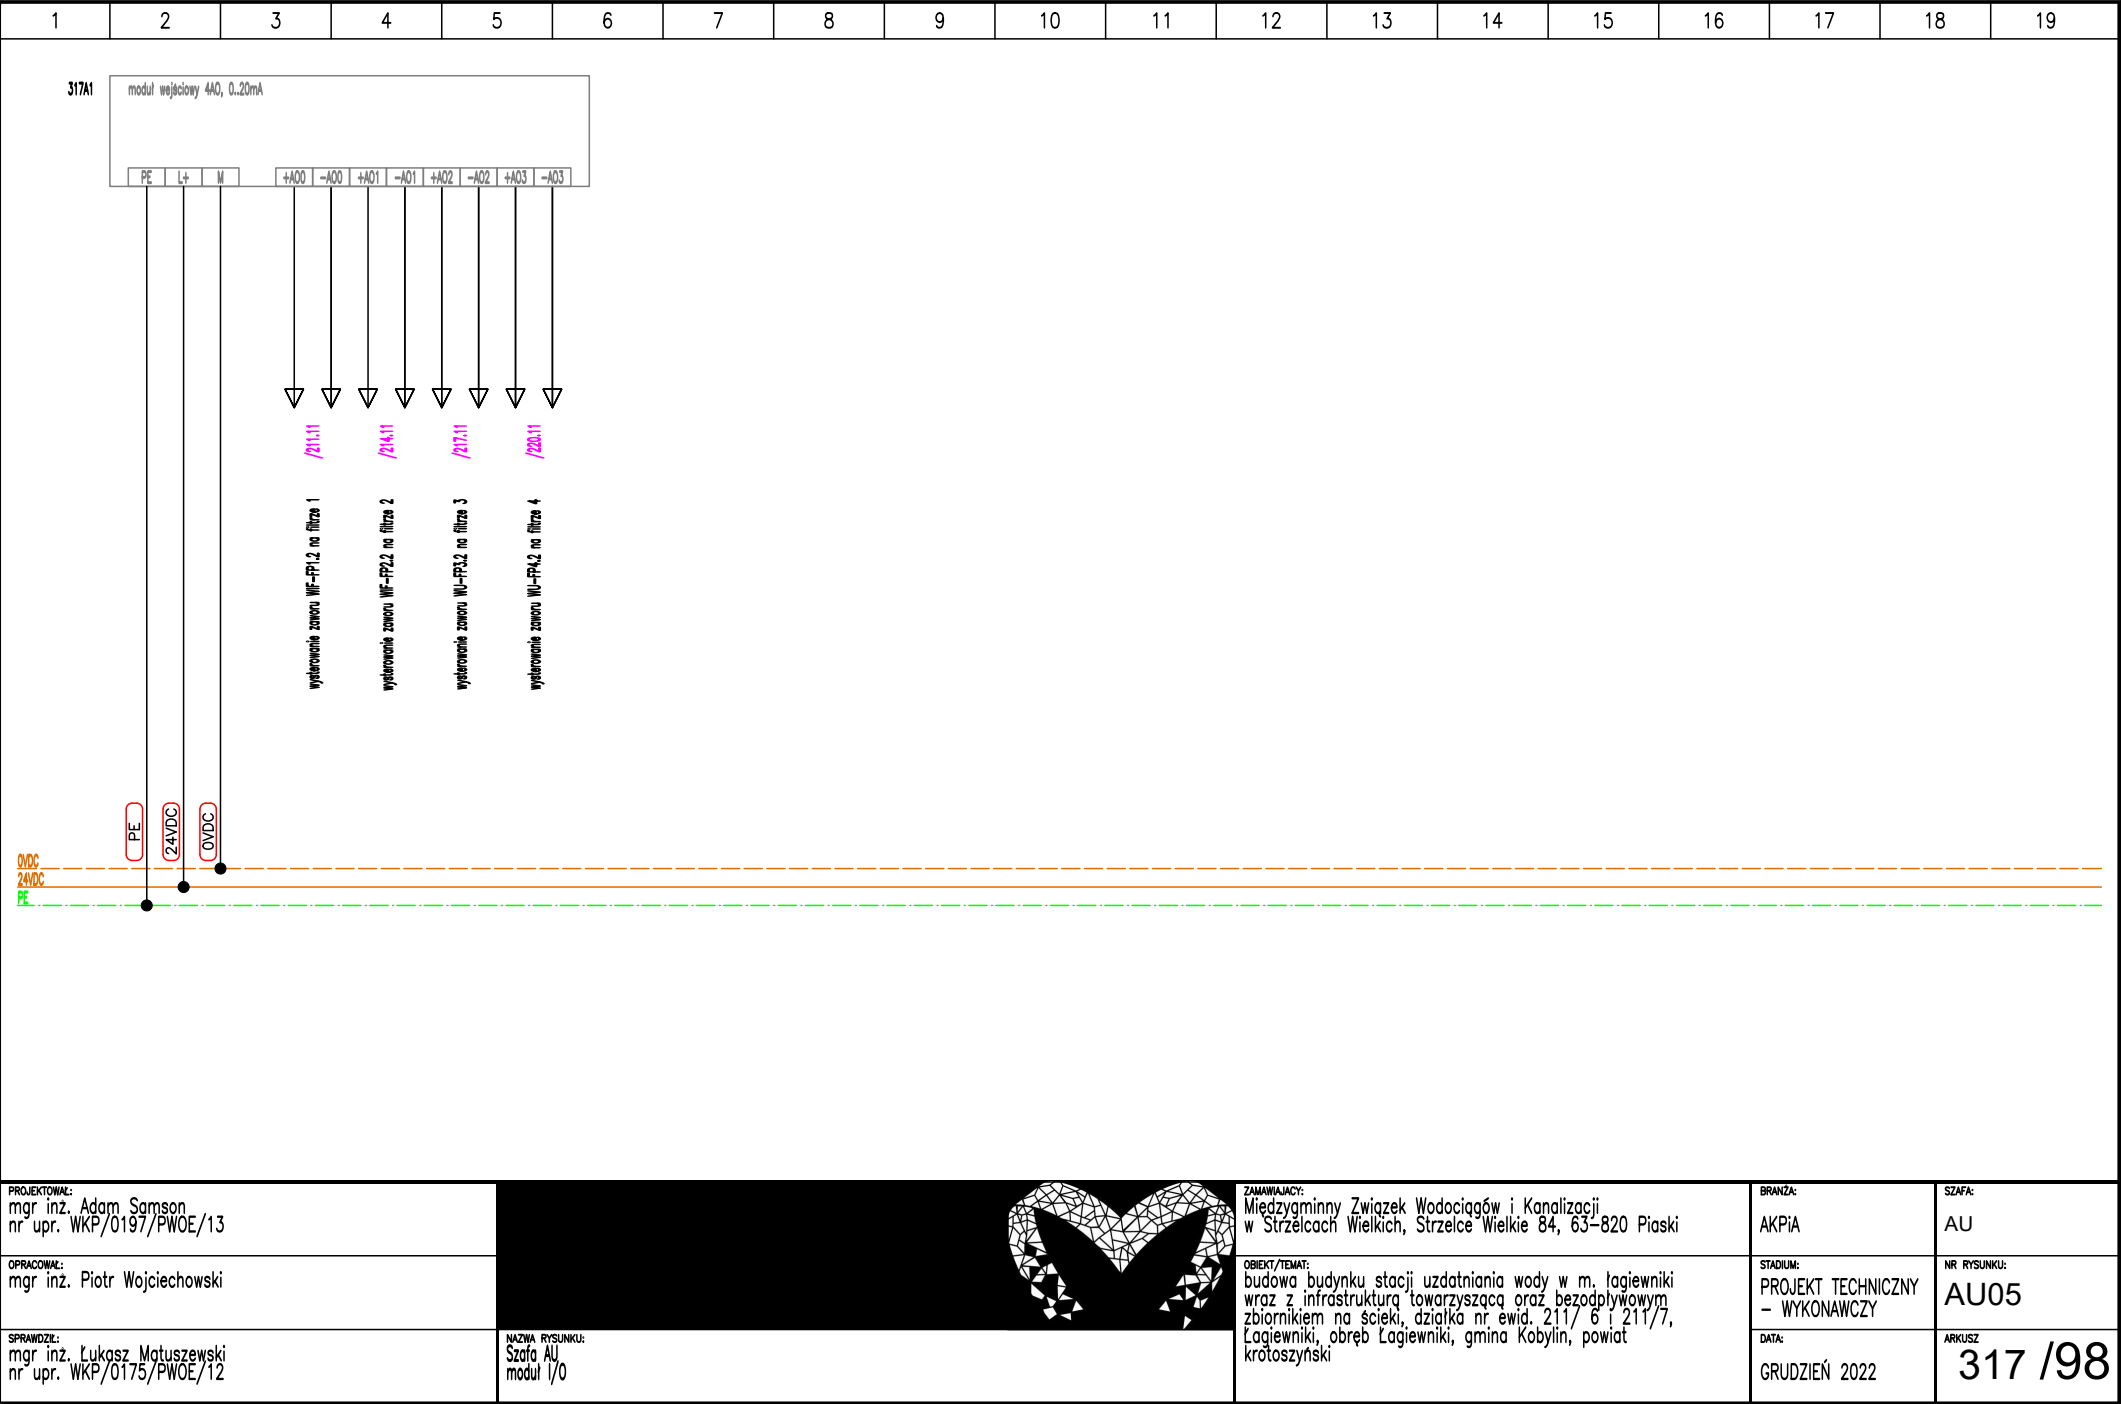 1 2 3 4 5 6 7 8 9 10 11 12 13 14 15 16 17 18 19
317A1
moduł wejściowy 4AO, 0..20mA
PE L+ M +AO0 -AO0 +AO1 -AO1 +AO2 -AO2 +AO3 -AO3
/211.11
/214.11
/217.11
/220.11
wysterowanie zaworu WIF-FP1.2 na filtrze 1
wysterowanie zaworu WIF-FP2.2 na filtrze 2
wysterowanie zaworu WU-FP3.2 na filtrze 3
wysterowanie zaworu WU-FP4.2 na filtrze 4
PE
24VDC
0VDC
0VDC
24VDC
PE
PROJEKTOWAŁ:
mgr inż. Adam Samson
nr upr. WKP/0197/PWOE/13
OPRACOWAŁ:
mgr inż. Piotr Wojciechowski
SPRAWDZIŁ:
mgr inż. Łukasz Matuszewski
nr upr. WKP/0175/PWOE/12
NAZWA RYSUNKU:
Szafa AU
moduł I/O
ZAMAWIAJACY:
Międzygminny Związek Wodociągów i Kanalizacji
w Strzelcach Wielkich, Strzelce Wielkie 84, 63-820 Piaski
OBIEKT/TEMAT:
budowa budynku stacji uzdatniania wody w m. łagiewniki
wraz z infrastrukturą towarzyszącą oraz bezodpływowym
zbiornikiem na ścieki, działka nr ewid. 211/ 6 i 211/7,
Łagiewniki, obręb Łagiewniki, gmina Kobylin, powiat
krotoszyński
BRANŻA:
AKPiA
STADIUM:
PROJEKT TECHNICZNY
- WYKONAWCZY
DATA:
GRUDZIEŃ 2022
SZAFA:
AU
NR RYSUNKU:
AU05
ARKUSZ
317 /98